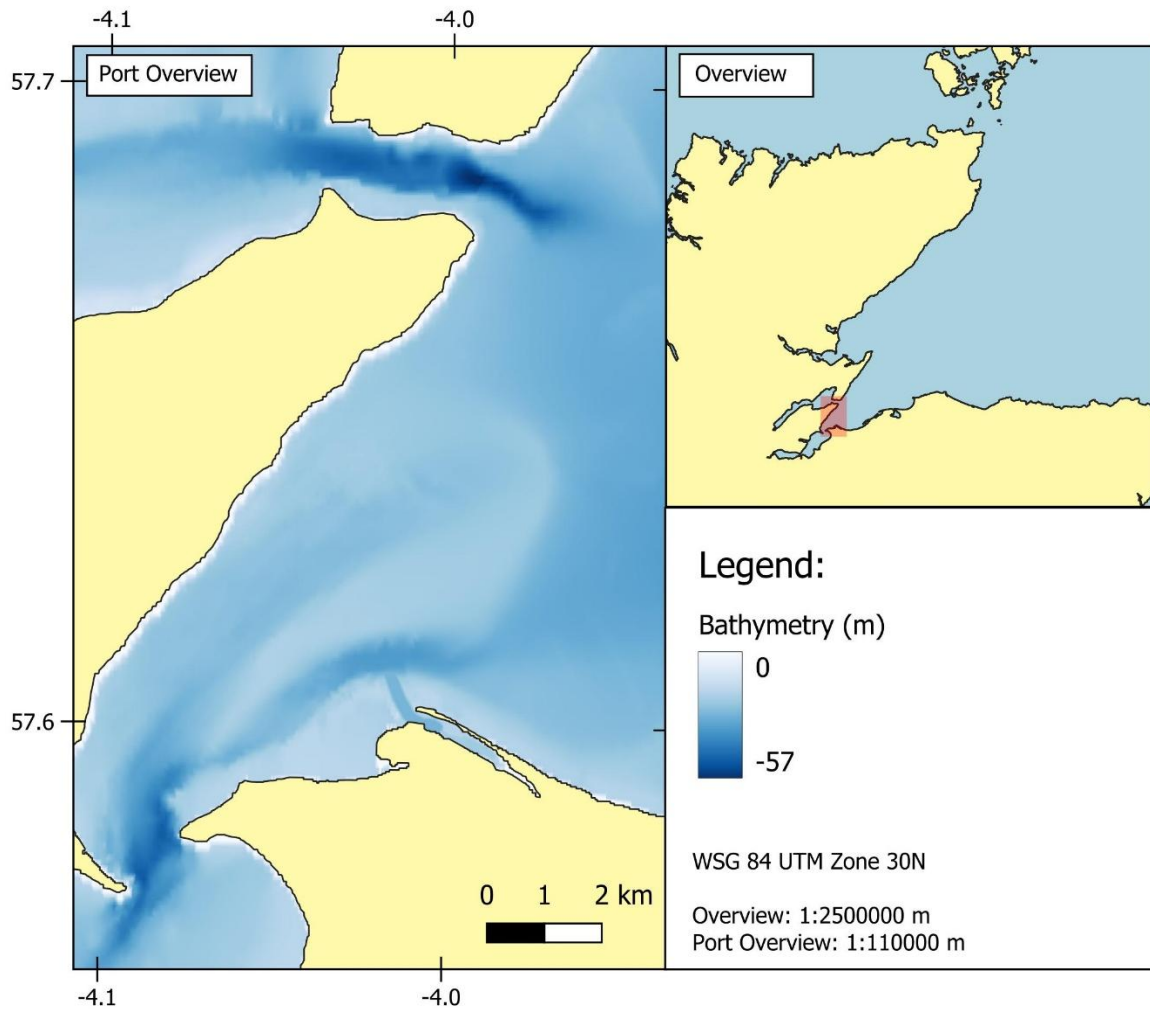 -4.1
-4.0
57.7
Port Overview
Overview
57.6
0 1 2 km
-4.1
-4.0
Legend:
Bathymetry (m)
0
-57
WSG 84 UTM Zone 30N
Overview: 1:2500000 m
Port Overview: 1:110000 m